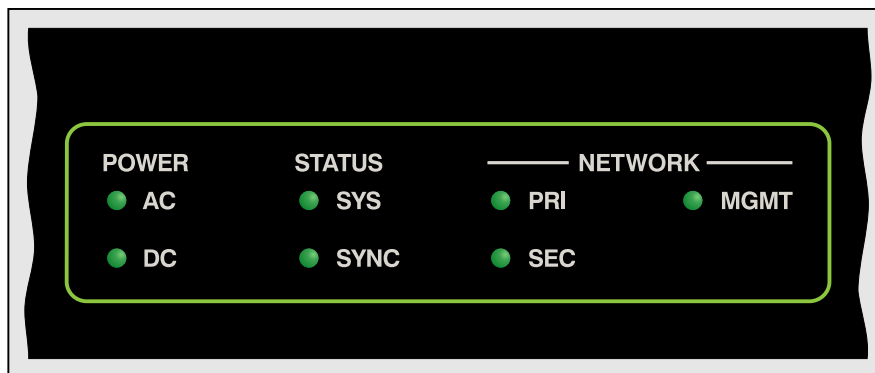 POWER STATUS NETWORK
AC SYS PRI MGMT
DC SYNC SEC